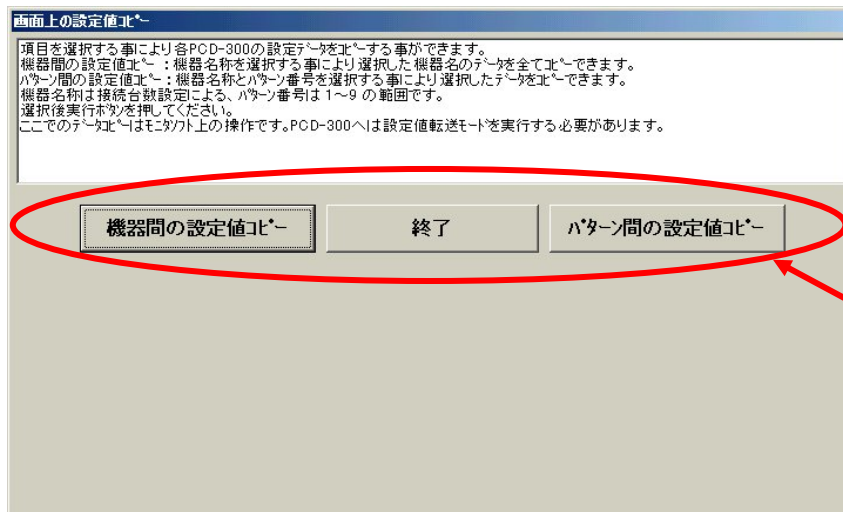 画面上の設定値ｺﾋﾟｰ
項目を選択する事により各PCD-300の設定ﾃﾞｰﾀをｺﾋﾟｰする事ができます。
機器間の設定値ｺﾋﾟｰ：機器名称を選択する事により選択した機器名のﾃﾞｰﾀを全てｺﾋﾟｰできます。
ﾊﾟﾀｰﾝ間の設定値ｺﾋﾟｰ：機器名称とﾊﾟﾀｰﾝ番号を選択する事により選択したﾃﾞｰﾀをｺﾋﾟｰできます。
機器名称は接続台数設定による、ﾊﾟﾀｰﾝ番号は1～9の範囲です。
選択後実行ﾎﾞﾀﾝを押してください。
ここでのﾃﾞｰﾀｺﾋﾟｰはﾓﾆﾀｿﾌﾄ上の操作です。PCD-300へは設定値転送ﾓｰﾄﾞを実行する必要があります。
機器間の設定値ｺﾋﾟｰ 終了 ﾊﾟﾀｰﾝ間の設定値ｺﾋﾟｰ